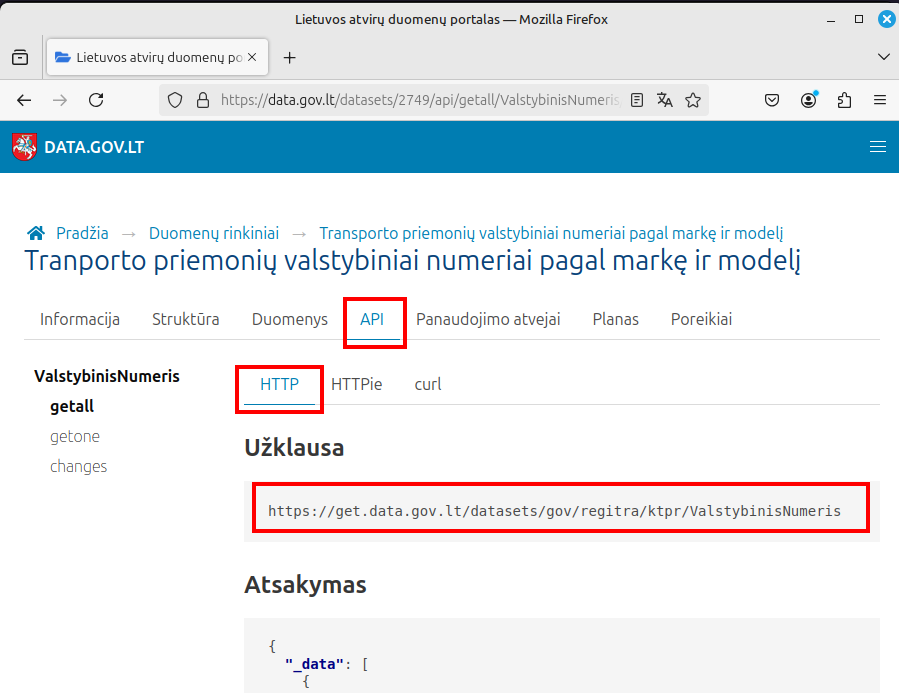 Lietuvos atvirų duomenų portalas — Mozilla Firefox
Lietuvos atvirų duomenų po
https://data.gov.lt/datasets/2749/api/getall/ValstybinisNumeris
DATA.GOV.LT
Pradžia → Duomenų rinkiniai → Transporto priemonių valstybiniai numeriai pagal markę ir modelį
Tranporto priemonių valstybiniai numeriai pagal markę ir modelį
Informacija Struktūra Duomenys API Panaudojimo atvejai Planas Poreikiai
ValstybinisNumeris
getall
getone
changes
HTTP HTTPie curl
Užklausa
https://get.data.gov.lt/datasets/gov/regitra/ktpr/ValstybinisNumeris
Atsakymas
{
"_data": [
{